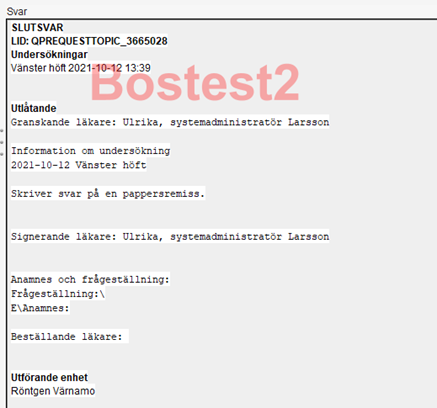 Svar
SLUTSVAR
LID: QPREQUESTTOPIC_3665028
Undersökningar
Vänster höft 2021-10-12 13:39
Bostest2
Utlåtande
Granskande läkare: Ulrika, systemadministratör Larsson
Information om undersökning
2021-10-12 Vänster höft
Skriver svar på en pappersremiss.
Signerande läkare: Ulrika, systemadministratör Larsson
Anamnes och frågeställning:
Frågeställning:\
E\Anamnes:
Beställande läkare:
Utförande enhet
Röntgen Värnamo